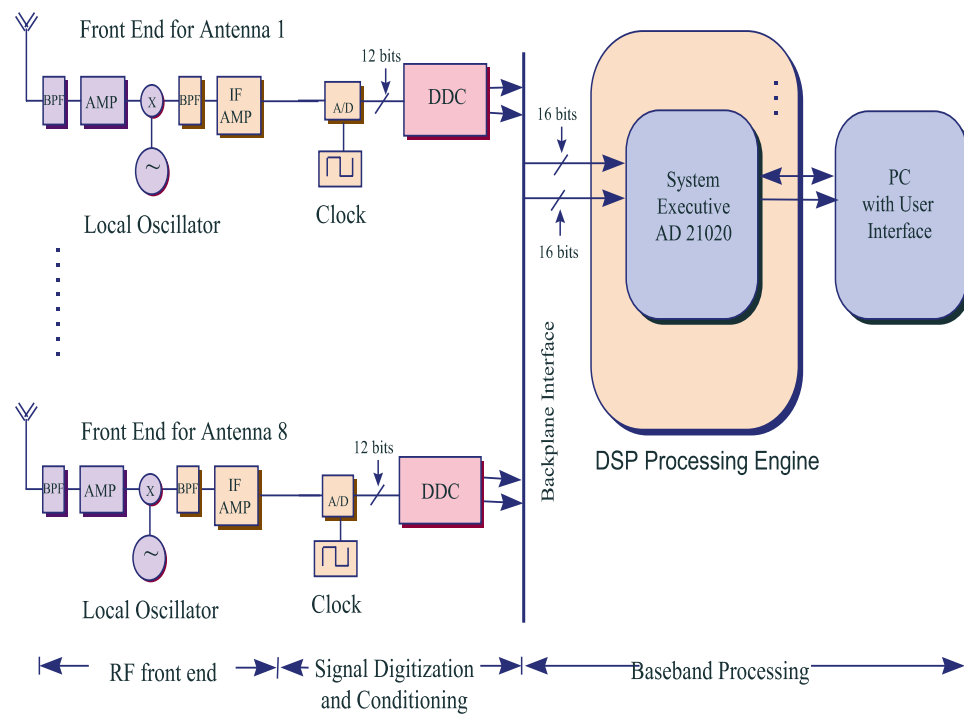 Front End for Antenna 1
BPF
AMP
X
BPF
IF
AMP
A/D
12 bits
DDC
Local Oscillator
Clock
16 bits
16 bits
System
Executive
AD 21020
PC
with User
Interface
Backplane Interface
DSP Processing Engine
Front End for Antenna 8
BPF
AMP
X
BPF
IF
AMP
A/D
12 bits
DDC
Local Oscillator
Clock
RF front end
Signal Digitization
and Conditioning
Baseband Processing